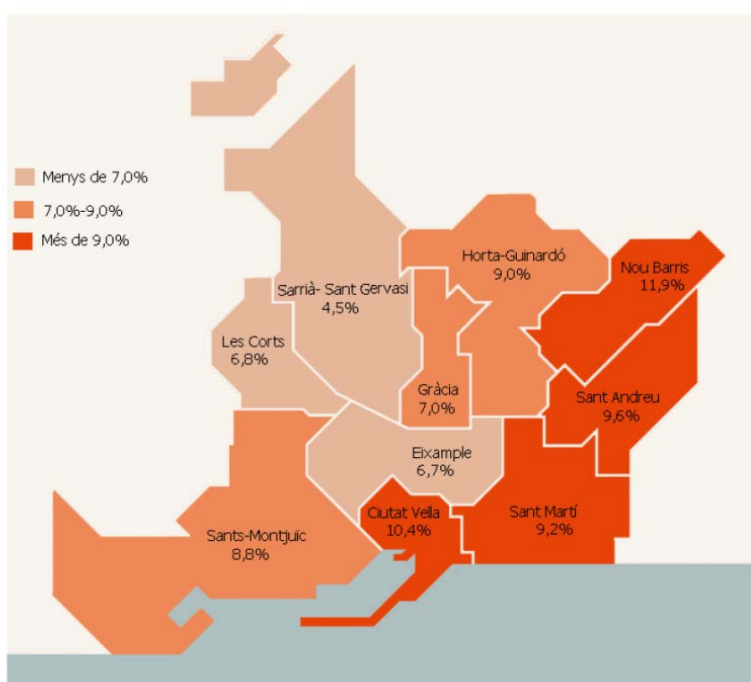 Menys de 7,0%
7,0%-9,0%
Més de 9,0%
Horta-Guinardó
9,0%
Nou Barris
11,9%
Sarrià- Sant Gervasi
4,5%
Les Corts
6,8%
Gràcia
7,0%
Sant Andreu
9,6%
Eixample
6,7%
Ciutat Vella
10,4%
Sant Martí
9,2%
Sants-Montjuïc
8,8%